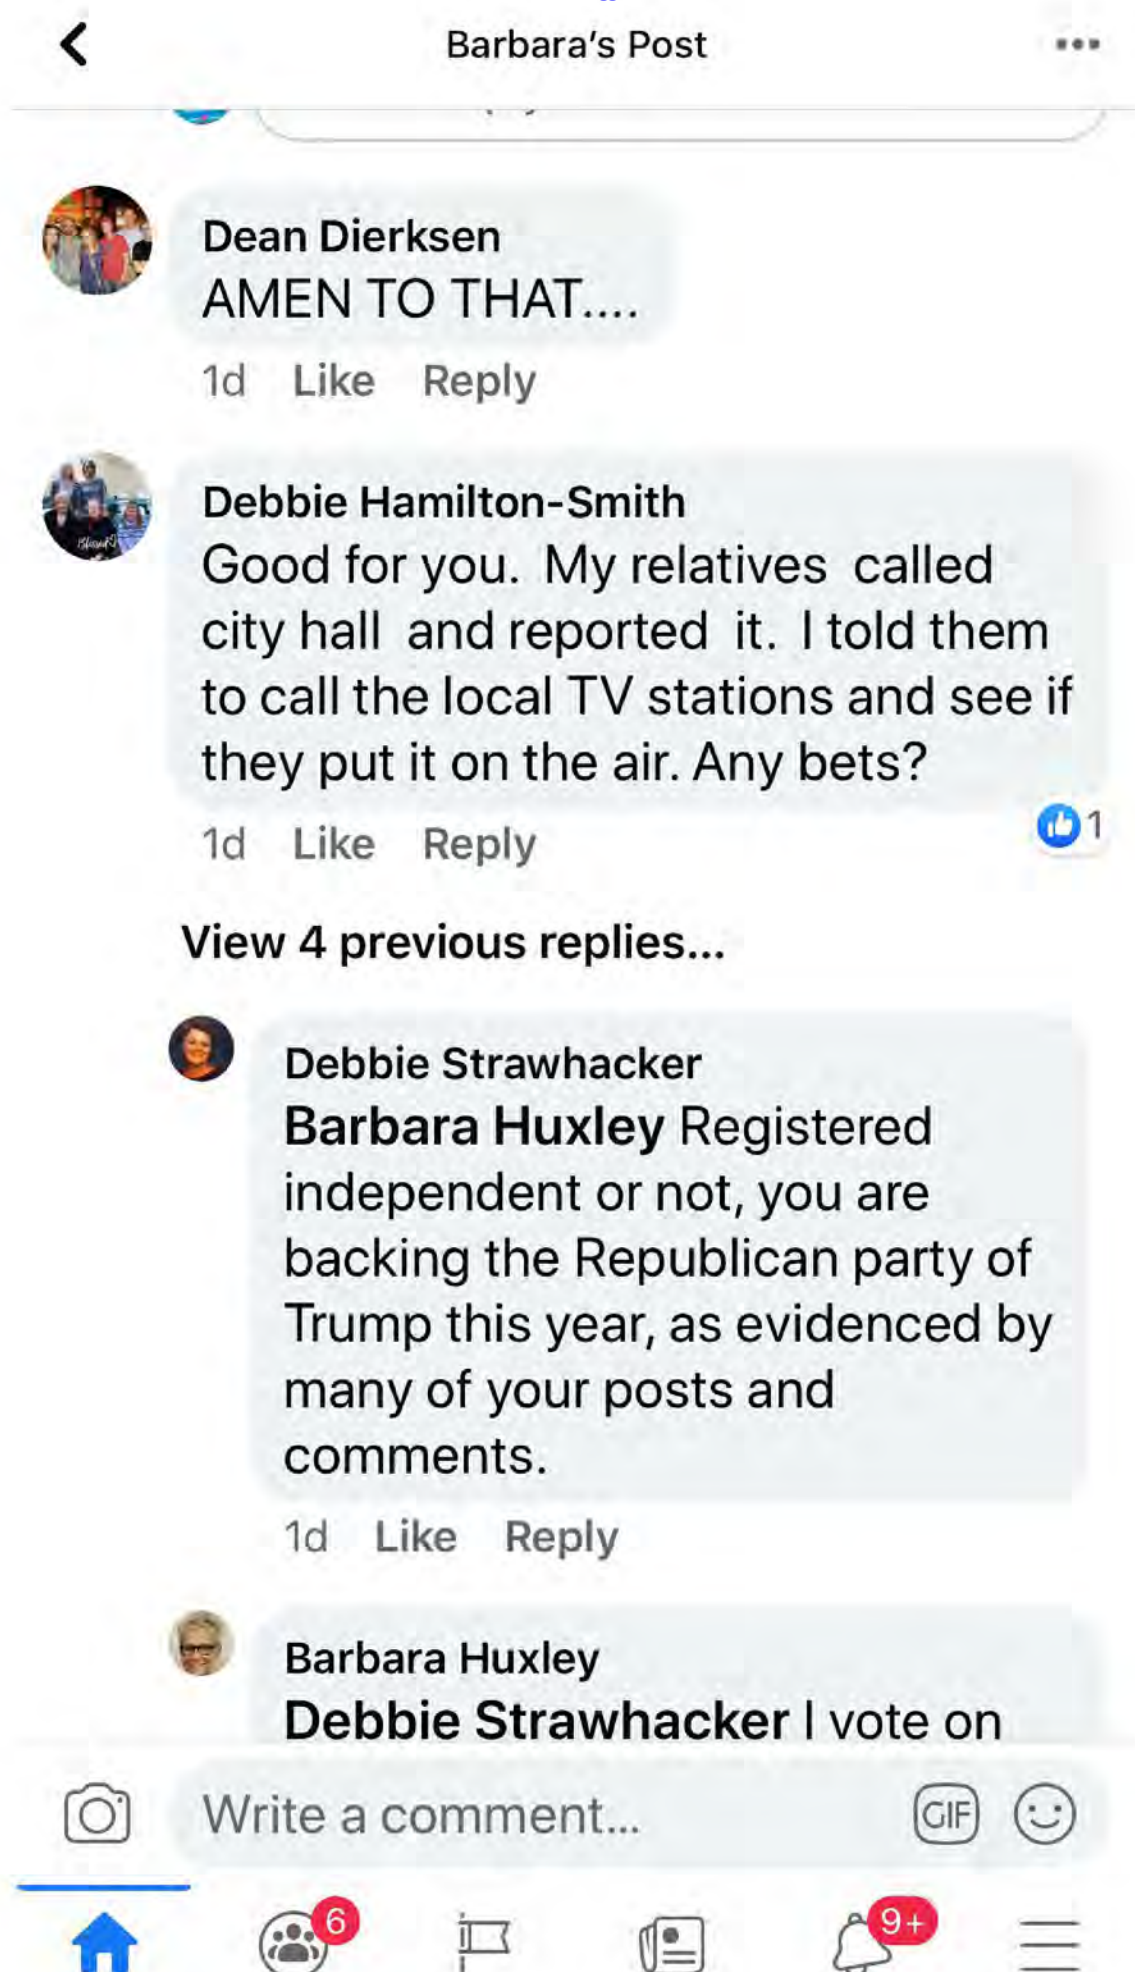 Barbara's Post
Dean Dierksen
AMEN TO THAT....
1d Like Reply
Debbie Hamilton-Smith
Good for you. My relatives called
city hall and reported it. I told them
to call the local TV stations and see if
they put it on the air. Any bets?
1d Like Reply
1
View 4 previous replies...
Debbie Strawhacker
Barbara Huxley Registered
independent or not, you are
backing the Republican party of
Trump this year, as evidenced by
many of your posts and
comments.
1d Like Reply
Barbara Huxley
Debbie Strawhacker I vote on
Write a comment...
GIF
6
9+